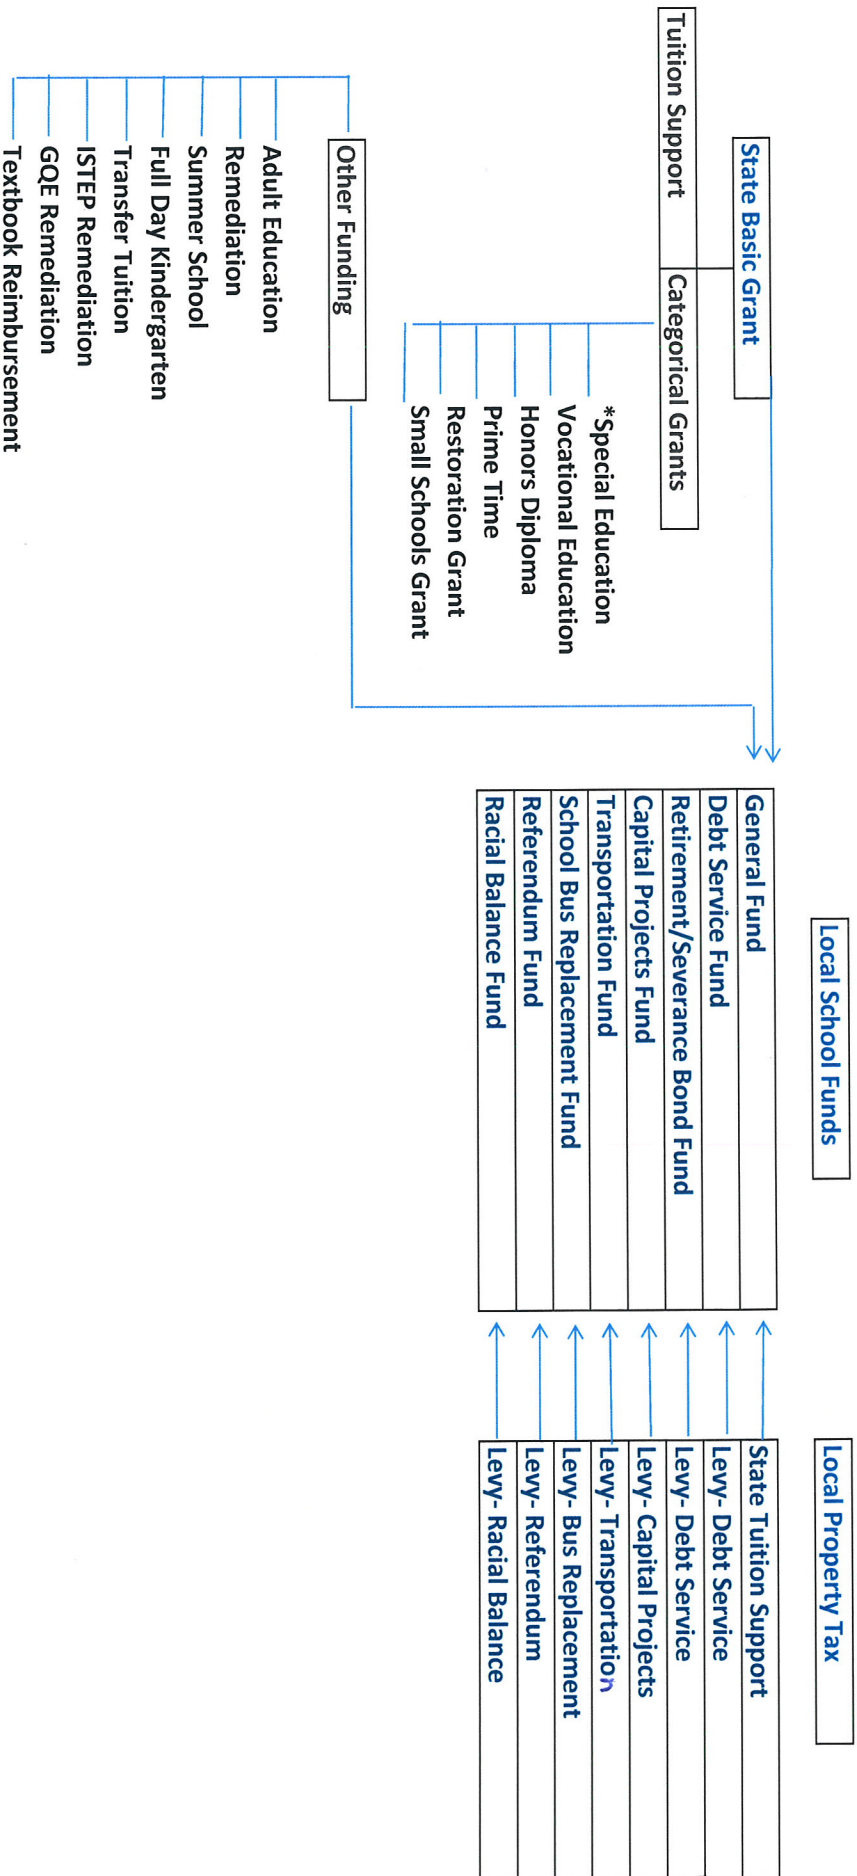 Local School Funds
Local Property Tax
State Basic Grant
Tuition Support
Categorical Grants
*Special Education
Vocational Education
Honors Diploma
Prime Time
Restoration Grant
Small Schools Grant
Other Funding
Adult Education
Remediation
Summer School
Full Day Kindergarten
Transfer Tuition
ISTEP Remediation
GQE Remediation
Textbook Reimbursement
General Fund
Debt Service Fund
Retirement/Severance Bond Fund
Capital Projects Fund
Transportation Fund
School Bus Replacement Fund
Referendum Fund
Racial Balance Fund
State Tuition Support
Levy- Debt Service
Levy- Debt Service
Levy- Capital Projects
Levy- Transportation
Levy- Bus Replacement
Levy- Referendum
Levy- Racial Balance